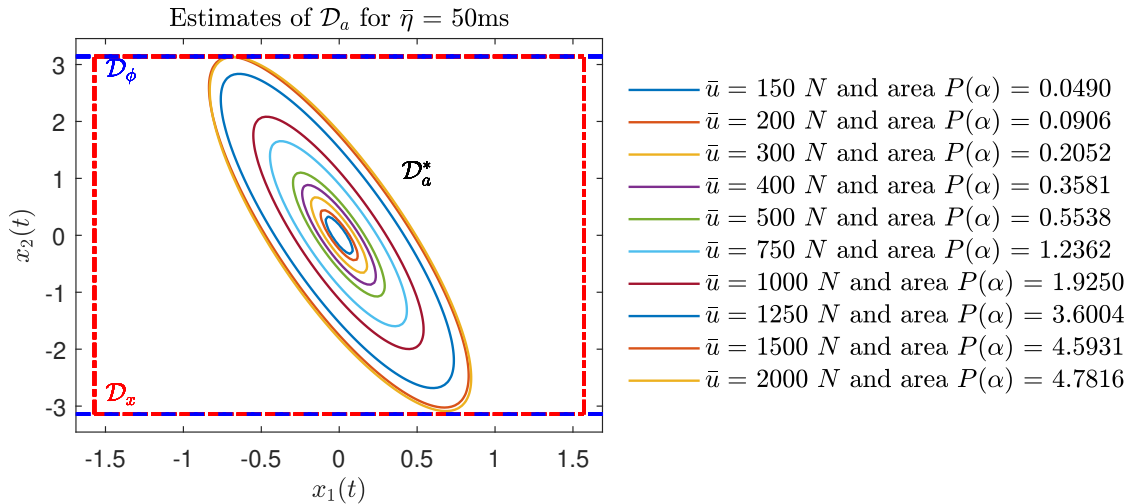 Estimates of 𝒟ₐ for η̄ = 50ms
3
2
1
0
-1
-2
-3
x₂(t)
𝒟_ϕ
𝒟ₐ*
𝒟ₓ
-1.5 -1 -0.5 0 0.5 1 1.5
x₁(t)
ū = 150 N and area P(α) = 0.0490
ū = 200 N and area P(α) = 0.0906
ū = 300 N and area P(α) = 0.2052
ū = 400 N and area P(α) = 0.3581
ū = 500 N and area P(α) = 0.5538
ū = 750 N and area P(α) = 1.2362
ū = 1000 N and area P(α) = 1.9250
ū = 1250 N and area P(α) = 3.6004
ū = 1500 N and area P(α) = 4.5931
ū = 2000 N and area P(α) = 4.7816